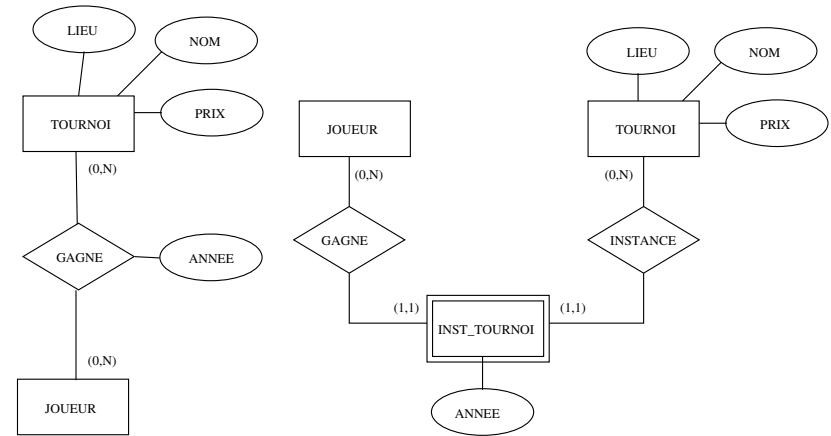 LIEU
NOM
TOURNOI
PRIX
(0,N)
GAGNE
ANNEE
(0,N)
JOUEUR
LIEU
NOM
JOUEUR
TOURNOI
PRIX
(0,N)
(0,N)
GAGNE
INSTANCE
(1,1)
(1,1)
INST_TOURNOI
ANNEE